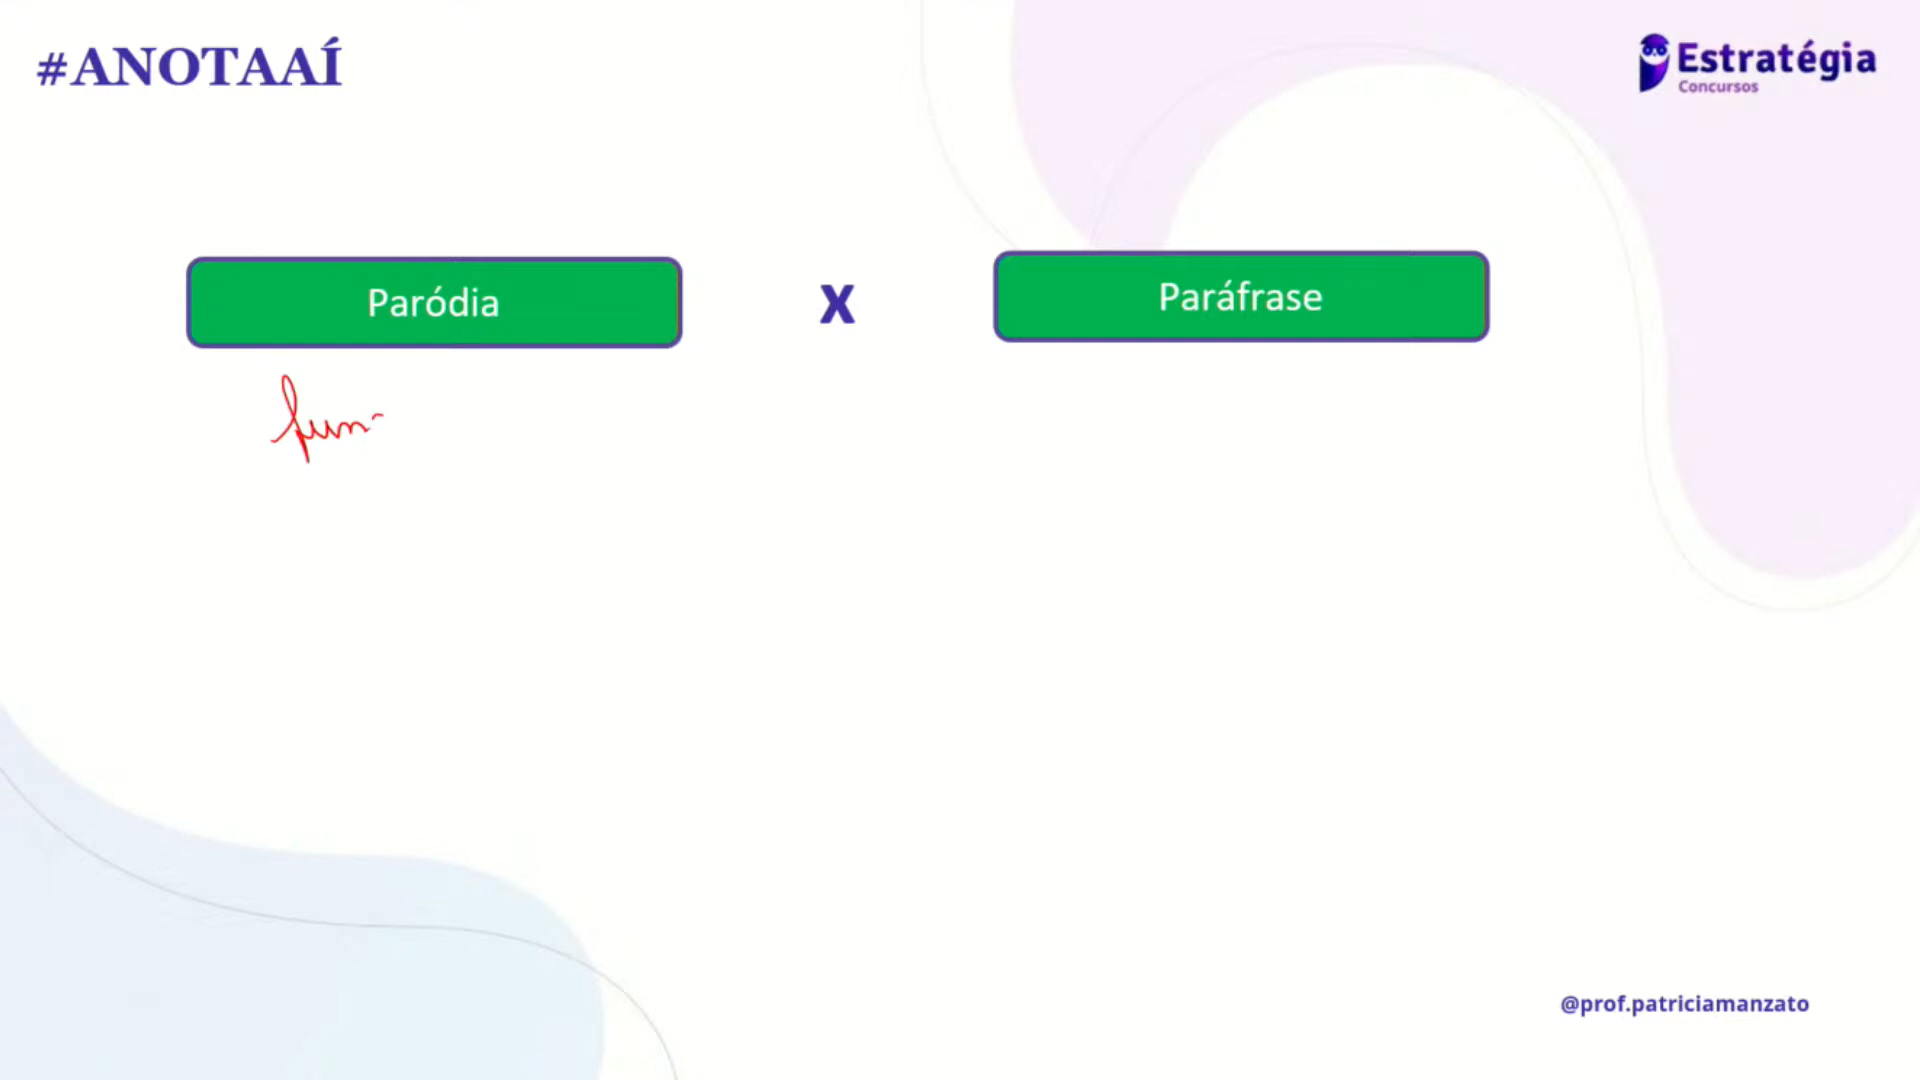 #ANOTAAÍ
Estratégia
Concursos
Paródia
X
Paráfrase
@prof.patriciamanzato